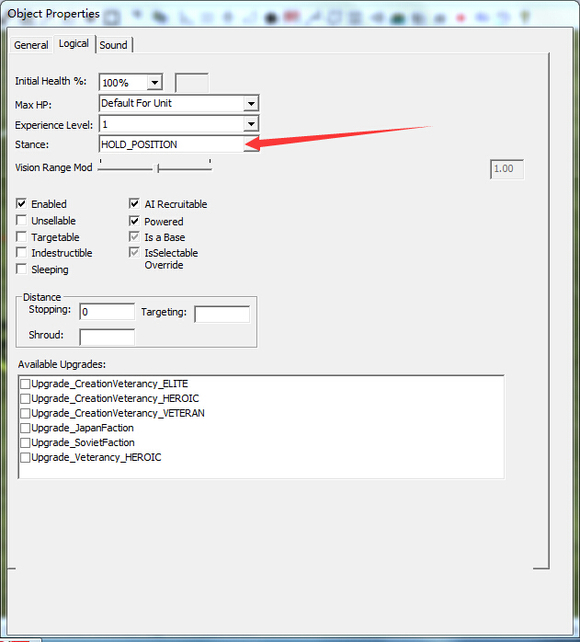 Object Properties
General Logical Sound
Initial Health %: 100%
Max HP: Default For Unit
Experience Level: 1
Stance: HOLD_POSITION
Vision Range Mod 1.00
Enabled AI Recruitable
Unsellable Powered
Targetable Is a Base
Indestructible IsSelectable
Override
Sleeping
Distance
Stopping: 0 Targeting:
Shroud:
Available Upgrades:
Upgrade_CreationVeterancy_ELITE
Upgrade_CreationVeterancy_HEROIC
Upgrade_CreationVeterancy_VETERAN
Upgrade_JapanFaction
Upgrade_SovietFaction
Upgrade_Veterancy_HEROIC